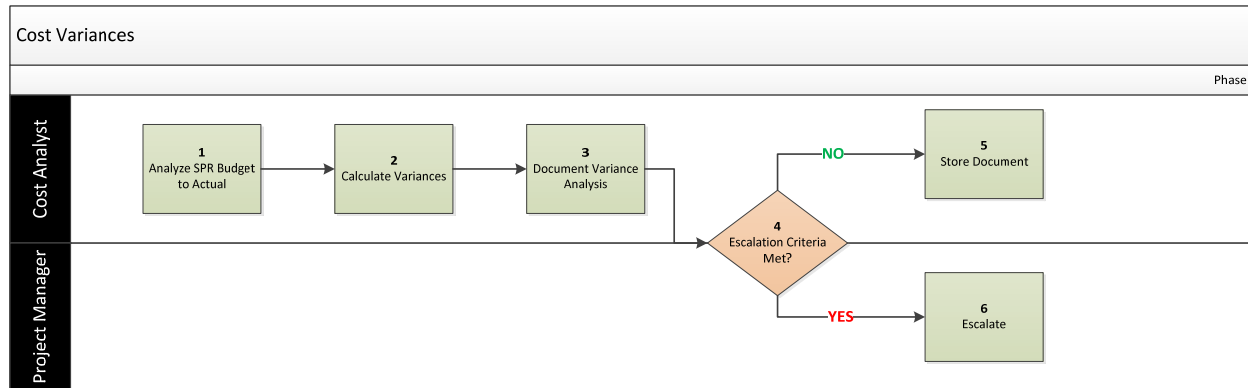 Cost Variances
Phase
Cost Analyst
1
Analyze SPR Budget
to Actual
2
Calculate Variances
3
Document Variance
Analysis
4
Escalation Criteria
Met?
NO
5
Store Document
Project Manager
YES
6
Escalate